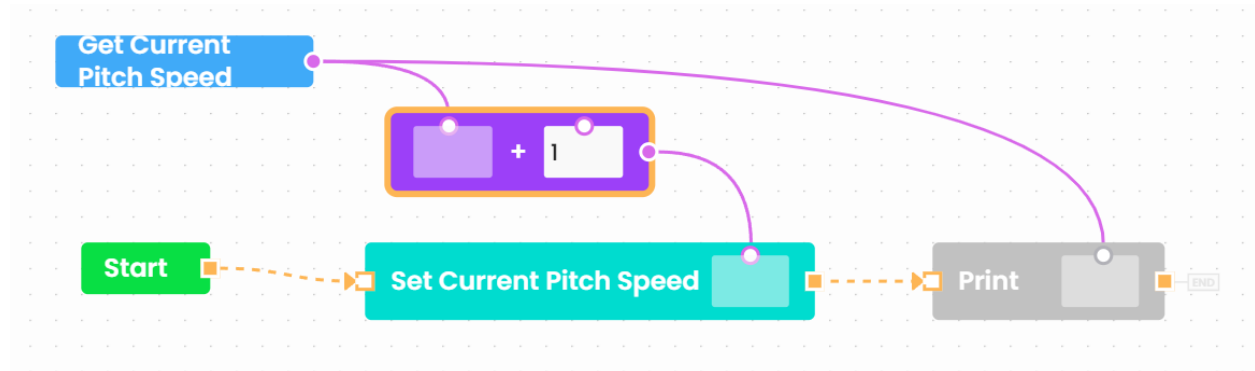 Get Current
Pitch Speed
+ 1
Start
Set Current Pitch Speed
Print
END